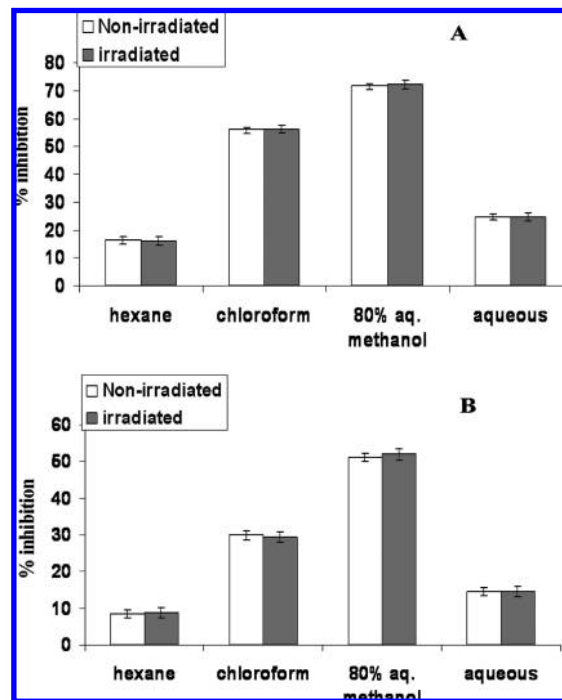 Non-irradiated
irradiated
A
% inhibition
80
70
60
50
40
30
20
10
0
hexane chloroform 80% aq. aqueous
methanol
Non-irradiated
irradiated
B
% inhibition
60
50
40
30
20
10
0
hexane chloroform 80% aq. aqueous
methanol